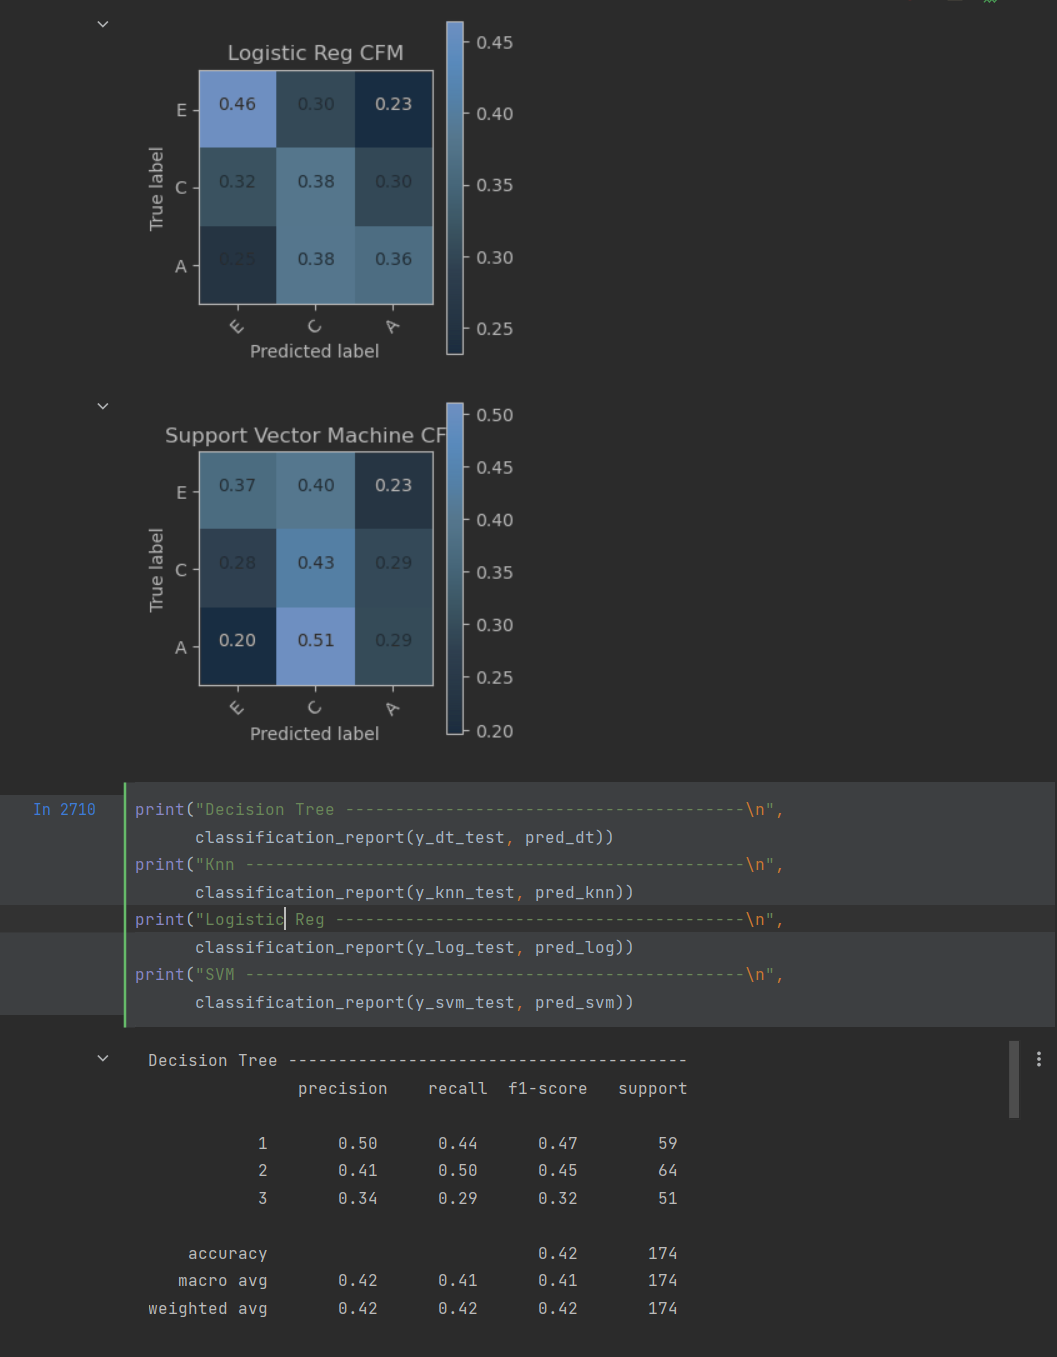 Logistic Reg CFM
0.45
0.40
0.35
0.30
0.25
True label
E
0.46 0.30 0.23
C
0.32 0.38 0.30
A
0.25 0.38 0.36
E C A
Predicted label
Support Vector Machine CF
0.50
0.45
0.40
0.35
0.30
0.25
0.20
True label
E
0.37 0.40 0.23
C
0.28 0.43 0.29
A
0.20 0.51 0.29
E C A
Predicted label
In 2710
print("Decision Tree ----------------------------------------\n",
classification_report(y_dt_test, pred_dt))
print("Knn --------------------------------------------------\n",
classification_report(y_knn_test, pred_knn))
print("Logistic Reg -----------------------------------------\n",
classification_report(y_log_test, pred_log))
print("SVM --------------------------------------------------\n",
classification_report(y_svm_test, pred_svm))
Decision Tree ----------------------------------------
precision recall f1-score support
1 0.50 0.44 0.47 59
2 0.41 0.50 0.45 64
3 0.34 0.29 0.32 51
accuracy 0.42 174
macro avg 0.42 0.41 0.41 174
weighted avg 0.42 0.42 0.42 174